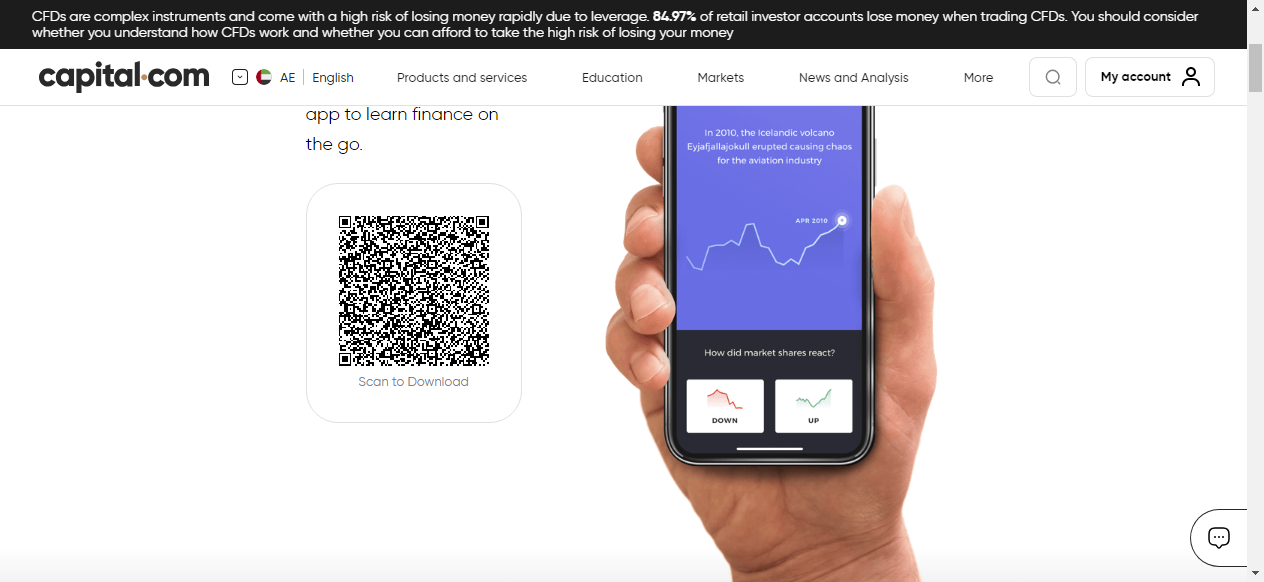 CFDs are complex instruments and come with a high risk of losing money rapidly due to leverage. 84.97% of retail investor accounts lose money when trading CFDs. You should consider
whether you understand how CFDs work and whether you can afford to take the high risk of losing your money
capital.com
AE English Products and services Education Markets News and Analysis More My account
app to learn finance on
the go.
Scan to Download
In 2010, the Icelandic volcano
Eyjafjallajokull erupted causing chaos
for the aviation industry
APR 2010
How did market shares react?
DOWN UP